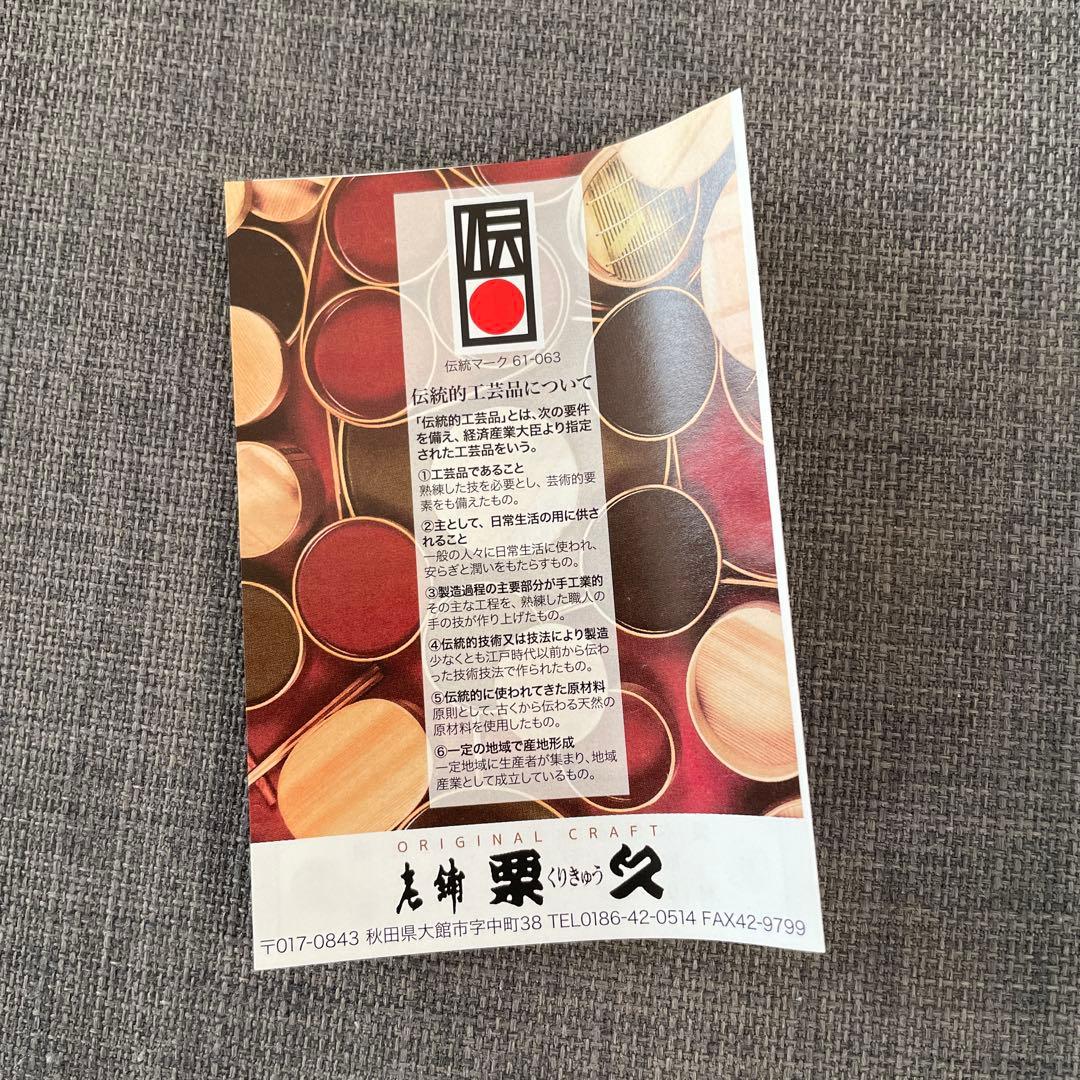 伝
伝統マーク 61-063
伝統的工芸品について
「伝統的工芸品」とは、次の要件
を備え、経済産業大臣より指定
された工芸品をいう。
①工芸品であること
熟練した技を必要とし、芸術的要
素をも備えたもの。
②主として、日常生活の用に供さ
れること
一般の人々に日常生活に使われ、
安らぎと潤いをもたらすもの。
③製造過程の主要部分が手工業的
その主な工程を、熟練した職人の
手の技が作り上げたもの。
④伝統的技術又は技法により製造
少なくとも江戸時代以前から伝わ
った技術技法で作られたもの。
⑤伝統的に使われてきた原材料
原則として、古くから伝わる天然の
原材料を使用したもの。
⑥一定の地域で産地形成
一定地域に生産者が集まり、地域
産業として成立しているもの。
ORIGINAL CRAFT
老舗 栗久 くりきゅう
〒017-0843 秋田県大館市字中町38 TEL0186-42-0514 FAX42-9799